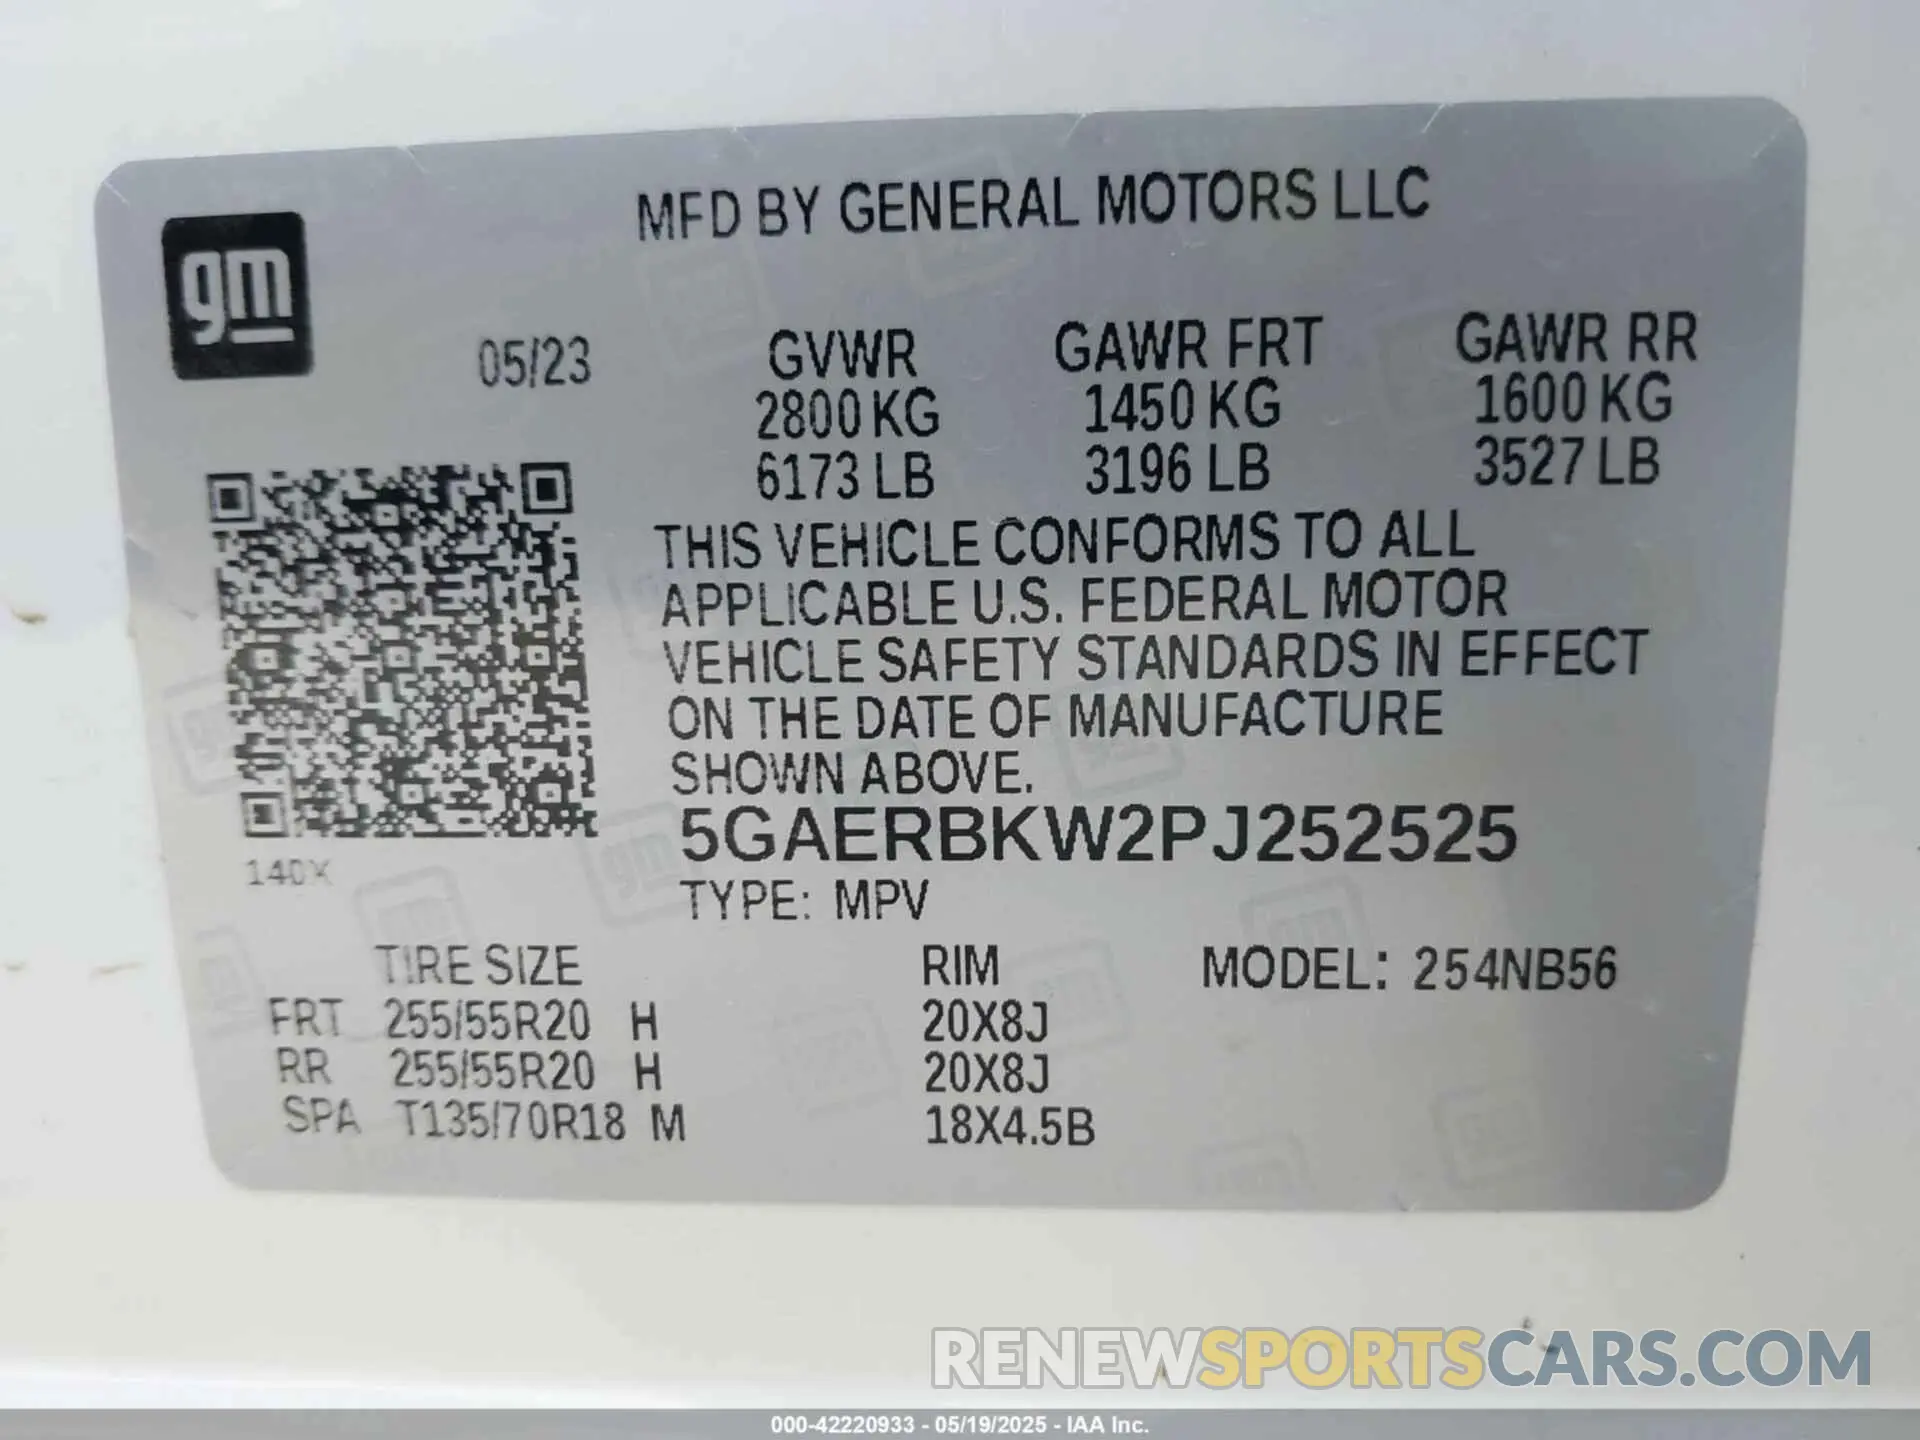 MFD BY GENERAL MOTORS LLC
gm
05/23 GVWR GAWR FRT GAWR RR
2800 KG 1450 KG 1600 KG
6173 LB 3196 LB 3527 LB
THIS VEHICLE CONFORMS TO ALL
APPLICABLE U.S. FEDERAL MOTOR
VEHICLE SAFETY STANDARDS IN EFFECT
ON THE DATE OF MANUFACTURE
SHOWN ABOVE.
5GAERBKW2PJ252525
140X
TYPE: MPV
TIRE SIZE RIM MODEL: 254NB56
FRT 255/55R20 H 20X8J
RR 255/55R20 H 20X8J
SPA T135/70R18 M 18X4.5B
RENEWSPORTSCARS.COM
000-42220933 - 05/19/2025 - IAA Inc.